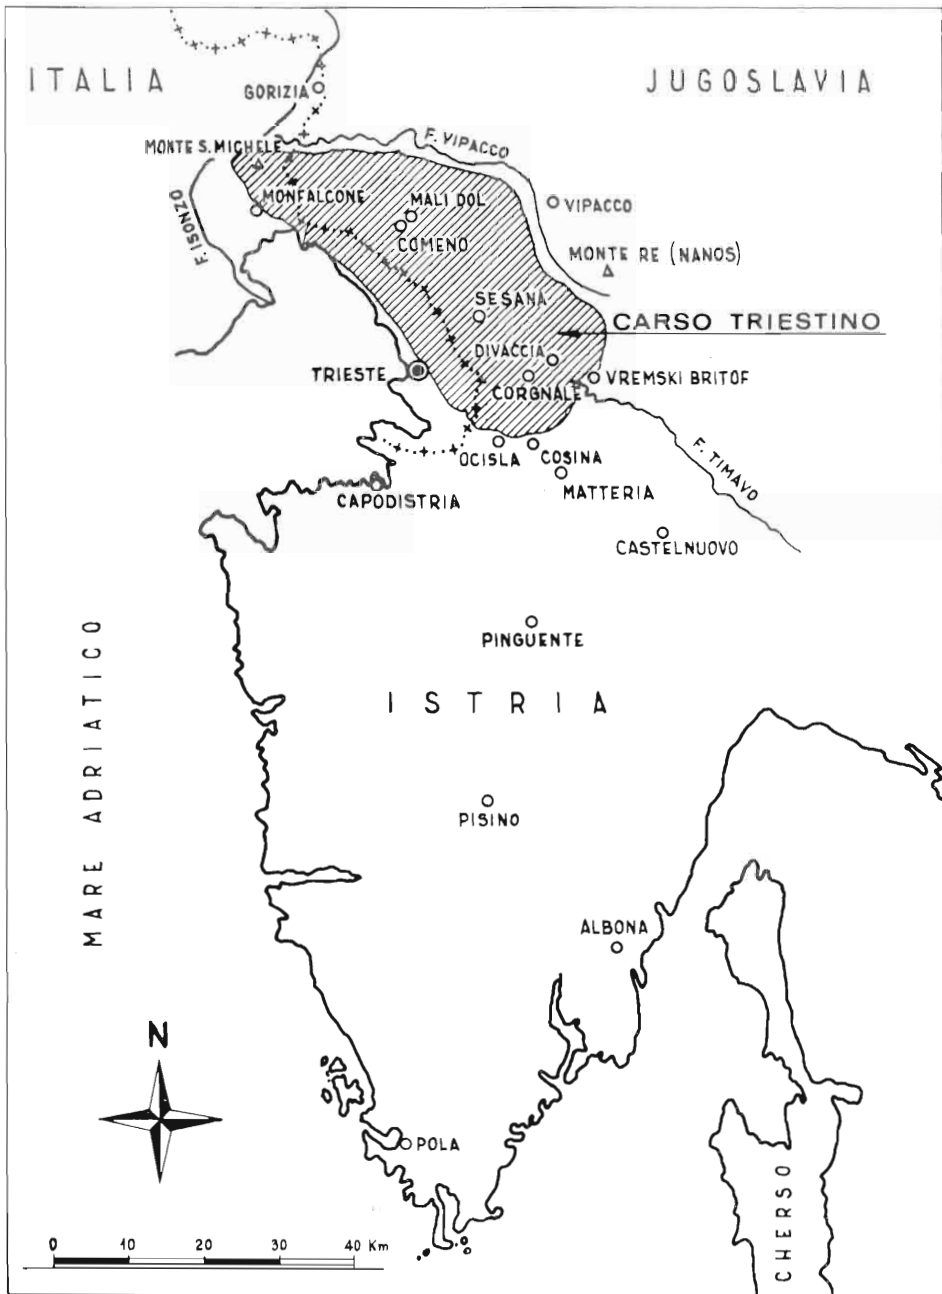 ITALIA
JUGOSLAVIA
GORIZIA
F. VIPACCO
MONTE S. MICHELE
MONFALCONE
MALI DOL
VIPACCO
F. ISONZO
COMENO
MONTE RE (NANOS)
SESANA
CARSO TRIESTINO
DIVACCIA
TRIESTE
CORGNALE
VREMSKI BRITOF
OCISLA
COSINA
F. TIMAVO
MATTERIA
CAPODISTRIA
CASTELNUOVO
PINGUENTE
ISTRIA
MARE ADRIATICO
PISINO
ALBONA
N
POLA
CHERSO
0 10 20 30 40 Km